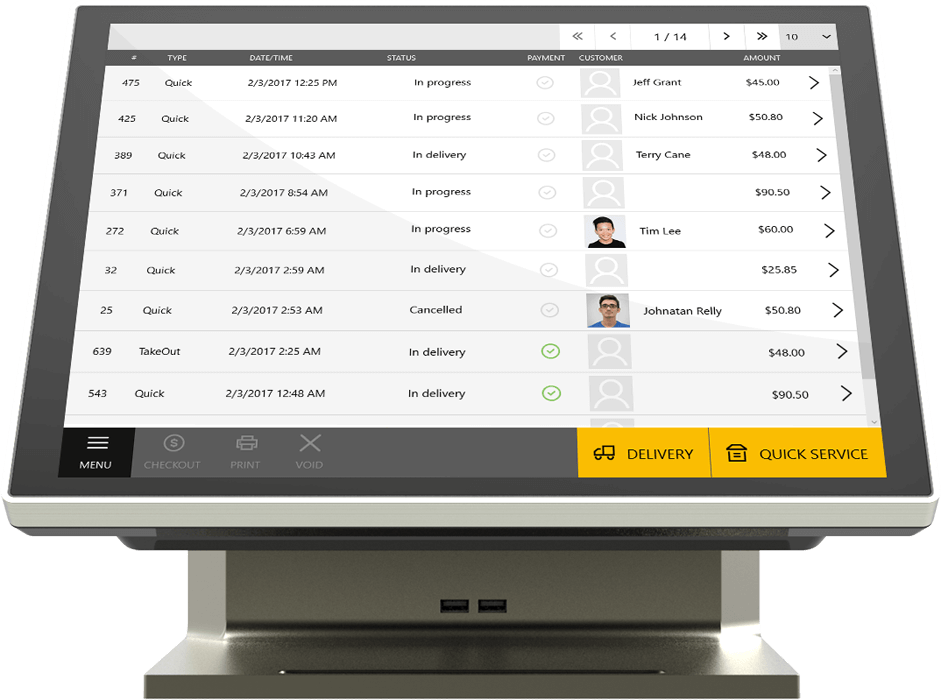 1 / 14 10
# TYPE DATE/TIME STATUS PAYMENT CUSTOMER AMOUNT
475 Quick 2/3/2017 12:25 PM In progress Jeff Grant $45.00
425 Quick 2/3/2017 11:20 AM In progress Nick Johnson $50.80
389 Quick 2/3/2017 10:43 AM In delivery Terry Cane $48.00
371 Quick 2/3/2017 8:54 AM In progress $90.50
272 Quick 2/3/2017 6:59 AM In progress Tim Lee $60.00
32 Quick 2/3/2017 2:59 AM In delivery $25.85
25 Quick 2/3/2017 2:53 AM Cancelled Johnatan Relly $50.80
639 TakeOut 2/3/2017 2:25 AM In delivery $48.00
543 Quick 2/3/2017 12:48 AM In delivery $90.50
MENU CHECKOUT PRINT VOID DELIVERY QUICK SERVICE